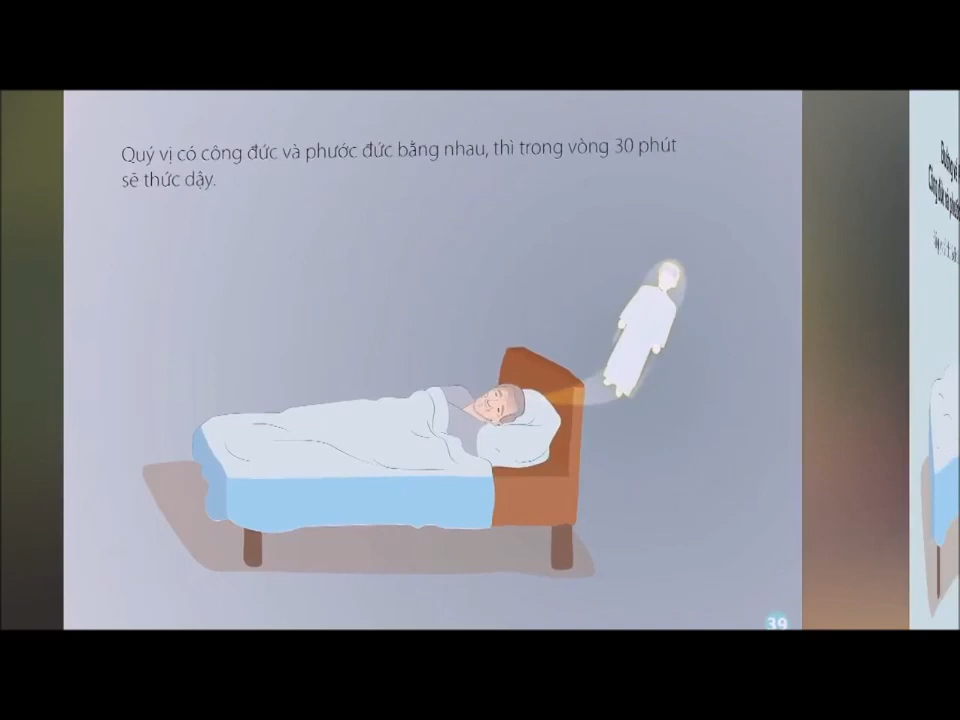 Quý vị có công đức và phước đức bằng nhau, thì trong vòng 30 phút
sẽ thức dậy.
39